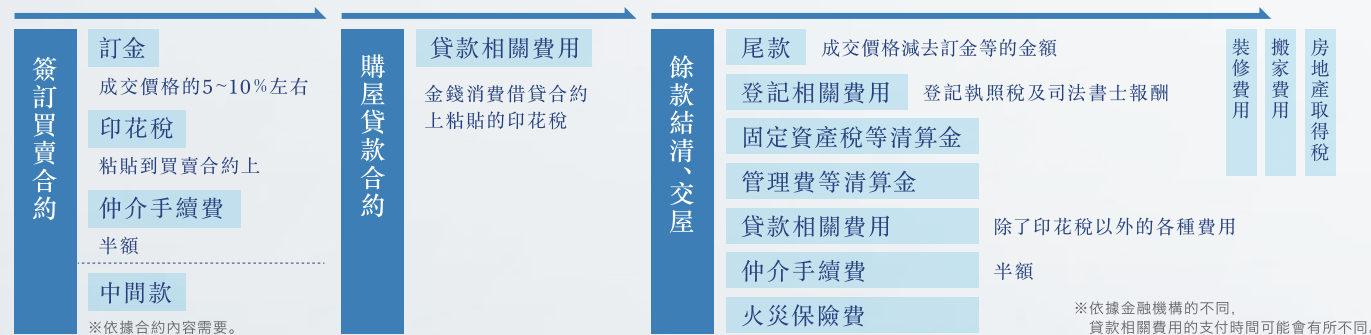 簽訂買賣合約
訂金
成交價格的5~10%左右
印花稅
粘貼到買賣合約上
仲介手續費
半額
中間款
※依據合約內容需要。
購屋貸款合約
貸款相關費用
金錢消費借貸合約
上粘貼的印花稅
餘款結清、交屋
尾款 成交價格減去訂金等的金額
登記相關費用 登記執照稅及司法書士報酬
固定資產稅等清算金
管理費等清算金
貸款相關費用 除了印花稅以外的各種費用
仲介手續費 半額
火災保險費
※依據金融機構的不同,
貸款相關費用的支付時間可能會有所不同。
裝修費用
搬家費用
房地產取得稅